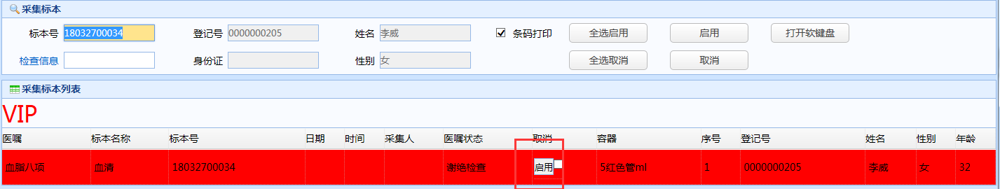 采集标本
标本号 18032700034 登记号 0000000205 姓名 李威 条码打印 全选启用 启用 打开软键盘
检查信息 身份证 性别 女 全选取消 取消
采集标本列表
VIP
医嘱 标本名称 标本号 日期 时间 采集人 医嘱状态 取消 容器 序号 登记号 姓名 性别 年龄
血脂八项 血清 18032700034 谢绝检查 启用 5红色管ml 1 0000000205 李威 女 32